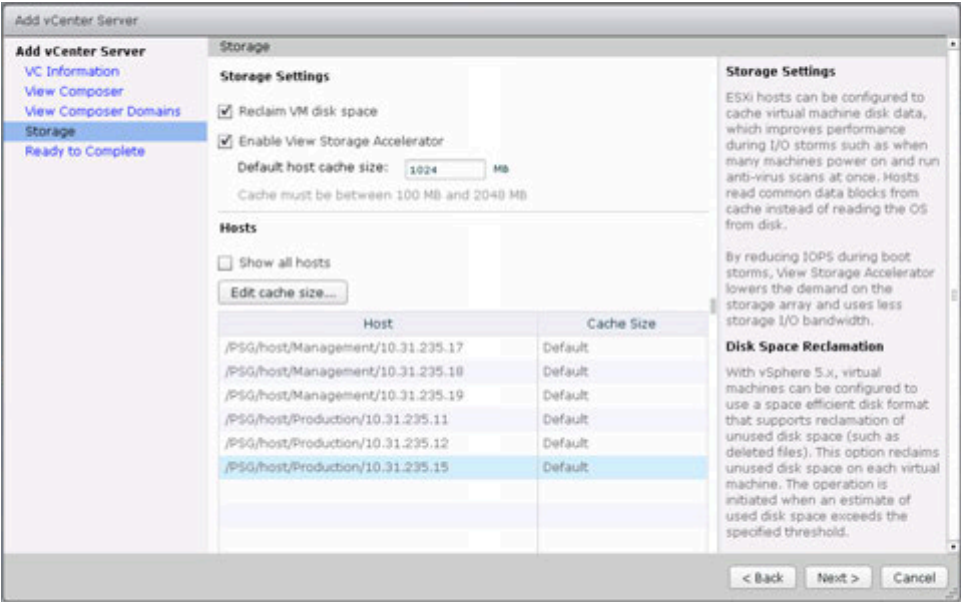 Add vCenter Server
Add vCenter Server
VC Information
View Composer
View Composer Domains
Storage
Ready to Complete
Storage
Storage Settings
Reclaim VM disk space
Enable View Storage Accelerator
Default host cache size: 1024 MB
Cache must be between 100 MB and 2048 MB
Hosts
Show all hosts
Edit cache size...
Host Cache Size
/PSG/host/Management/10.31.235.17 Default
/PSG/host/Management/10.31.235.18 Default
/PSG/host/Management/10.31.235.19 Default
/PSG/host/Production/10.31.235.11 Default
/PSG/host/Production/10.31.235.12 Default
/PSG/host/Production/10.31.235.15 Default
Storage Settings
ESXi hosts can be configured to
cache virtual machine disk data,
which improves performance
during I/O storms such as when
many machines power on and run
anti-virus scans at once. Hosts
read common data blocks from
cache instead of reading the OS
from disk.
By reducing IOPS during boot
storms, View Storage Accelerator
lowers the demand on the
storage array and uses less
storage I/O bandwidth.
Disk Space Reclamation
With vSphere 5.x, virtual
machines can be configured to
use a space efficient disk format
that supports reclamation of
unused disk space (such as
deleted files). This option reclaims
unused disk space on each virtual
machine. The operation is
initiated when an estimate of
used disk space exceeds the
specified threshold.
< Back Next > Cancel